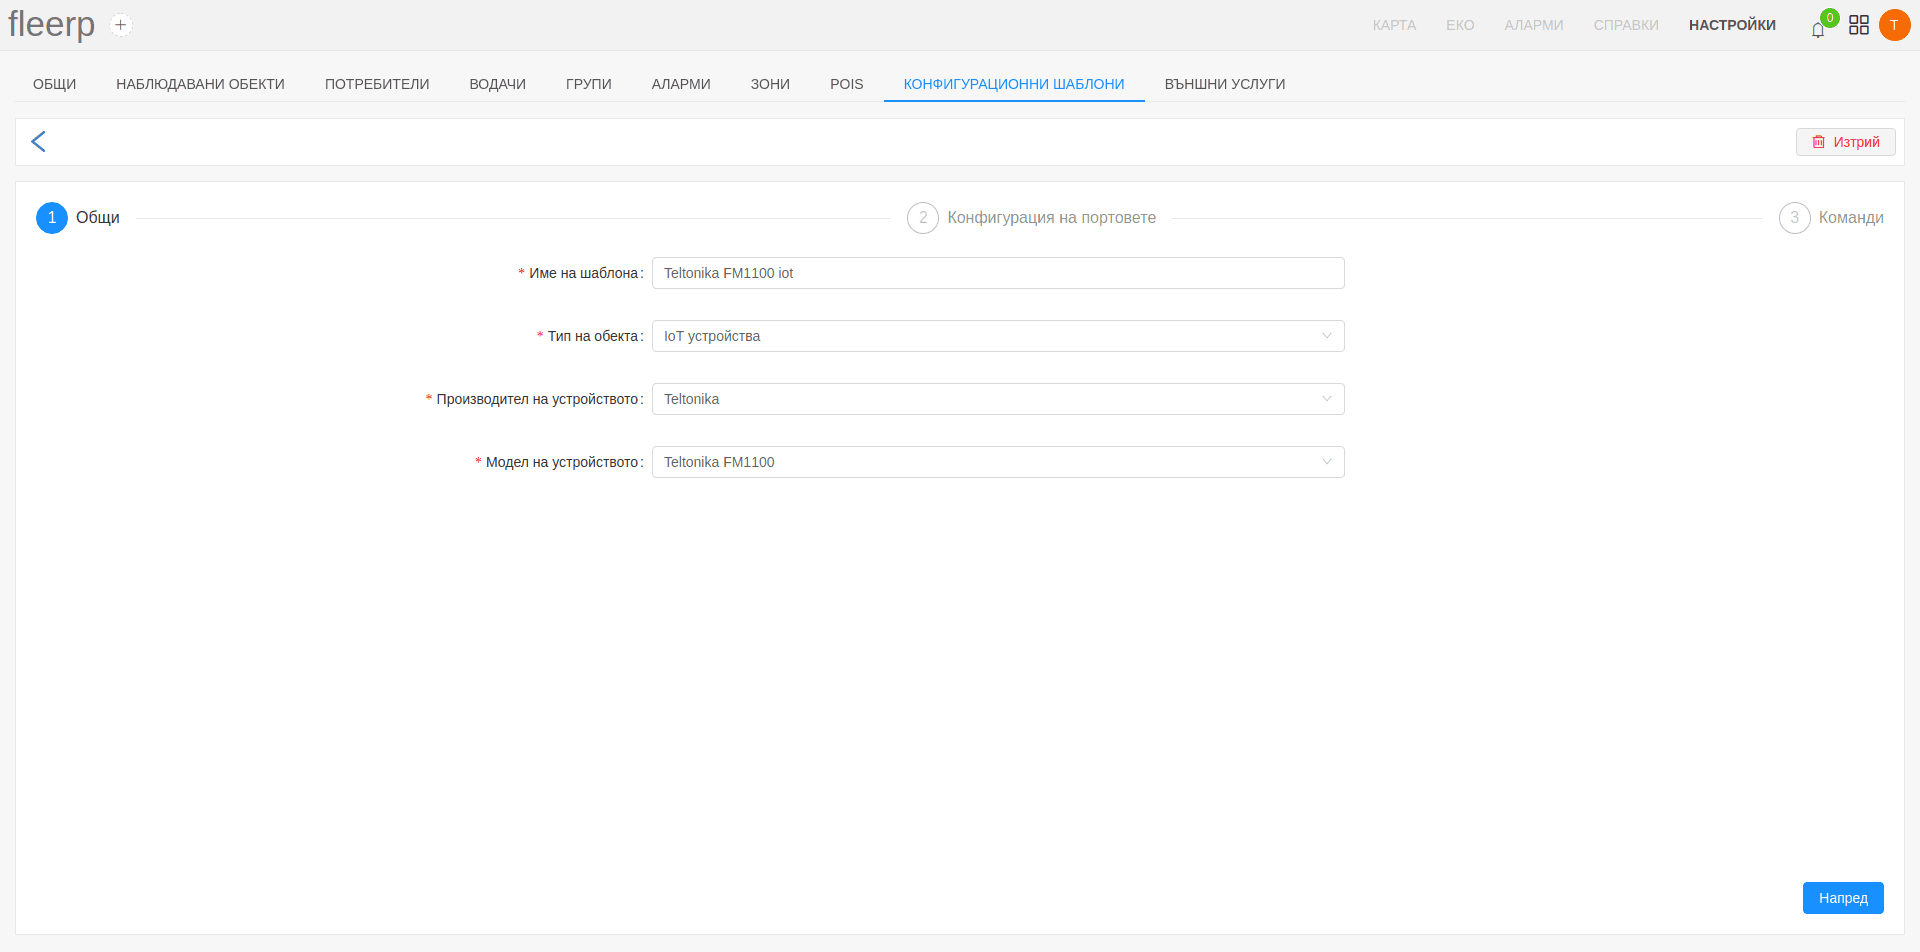 fleerp
КАРТА ЕКО АЛАРМИ СПРАВКИ НАСТРОЙКИ 0 T
ОБЩИ НАБЛЮДАВАНИ ОБЕКТИ ПОТРЕБИТЕЛИ ВОДАЧИ ГРУПИ АЛАРМИ ЗОНИ POIS КОНФИГУРАЦИОННИ ШАБЛОНИ ВЪНШНИ УСЛУГИ
Изтрий
1 Общи 2 Конфигурация на портовете 3 Команди
* Име на шаблона: Teltonika FM1100 iot
* Тип на обекта: IoT устройства
* Производител на устройството: Teltonika
* Модел на устройството: Teltonika FM1100
Напред